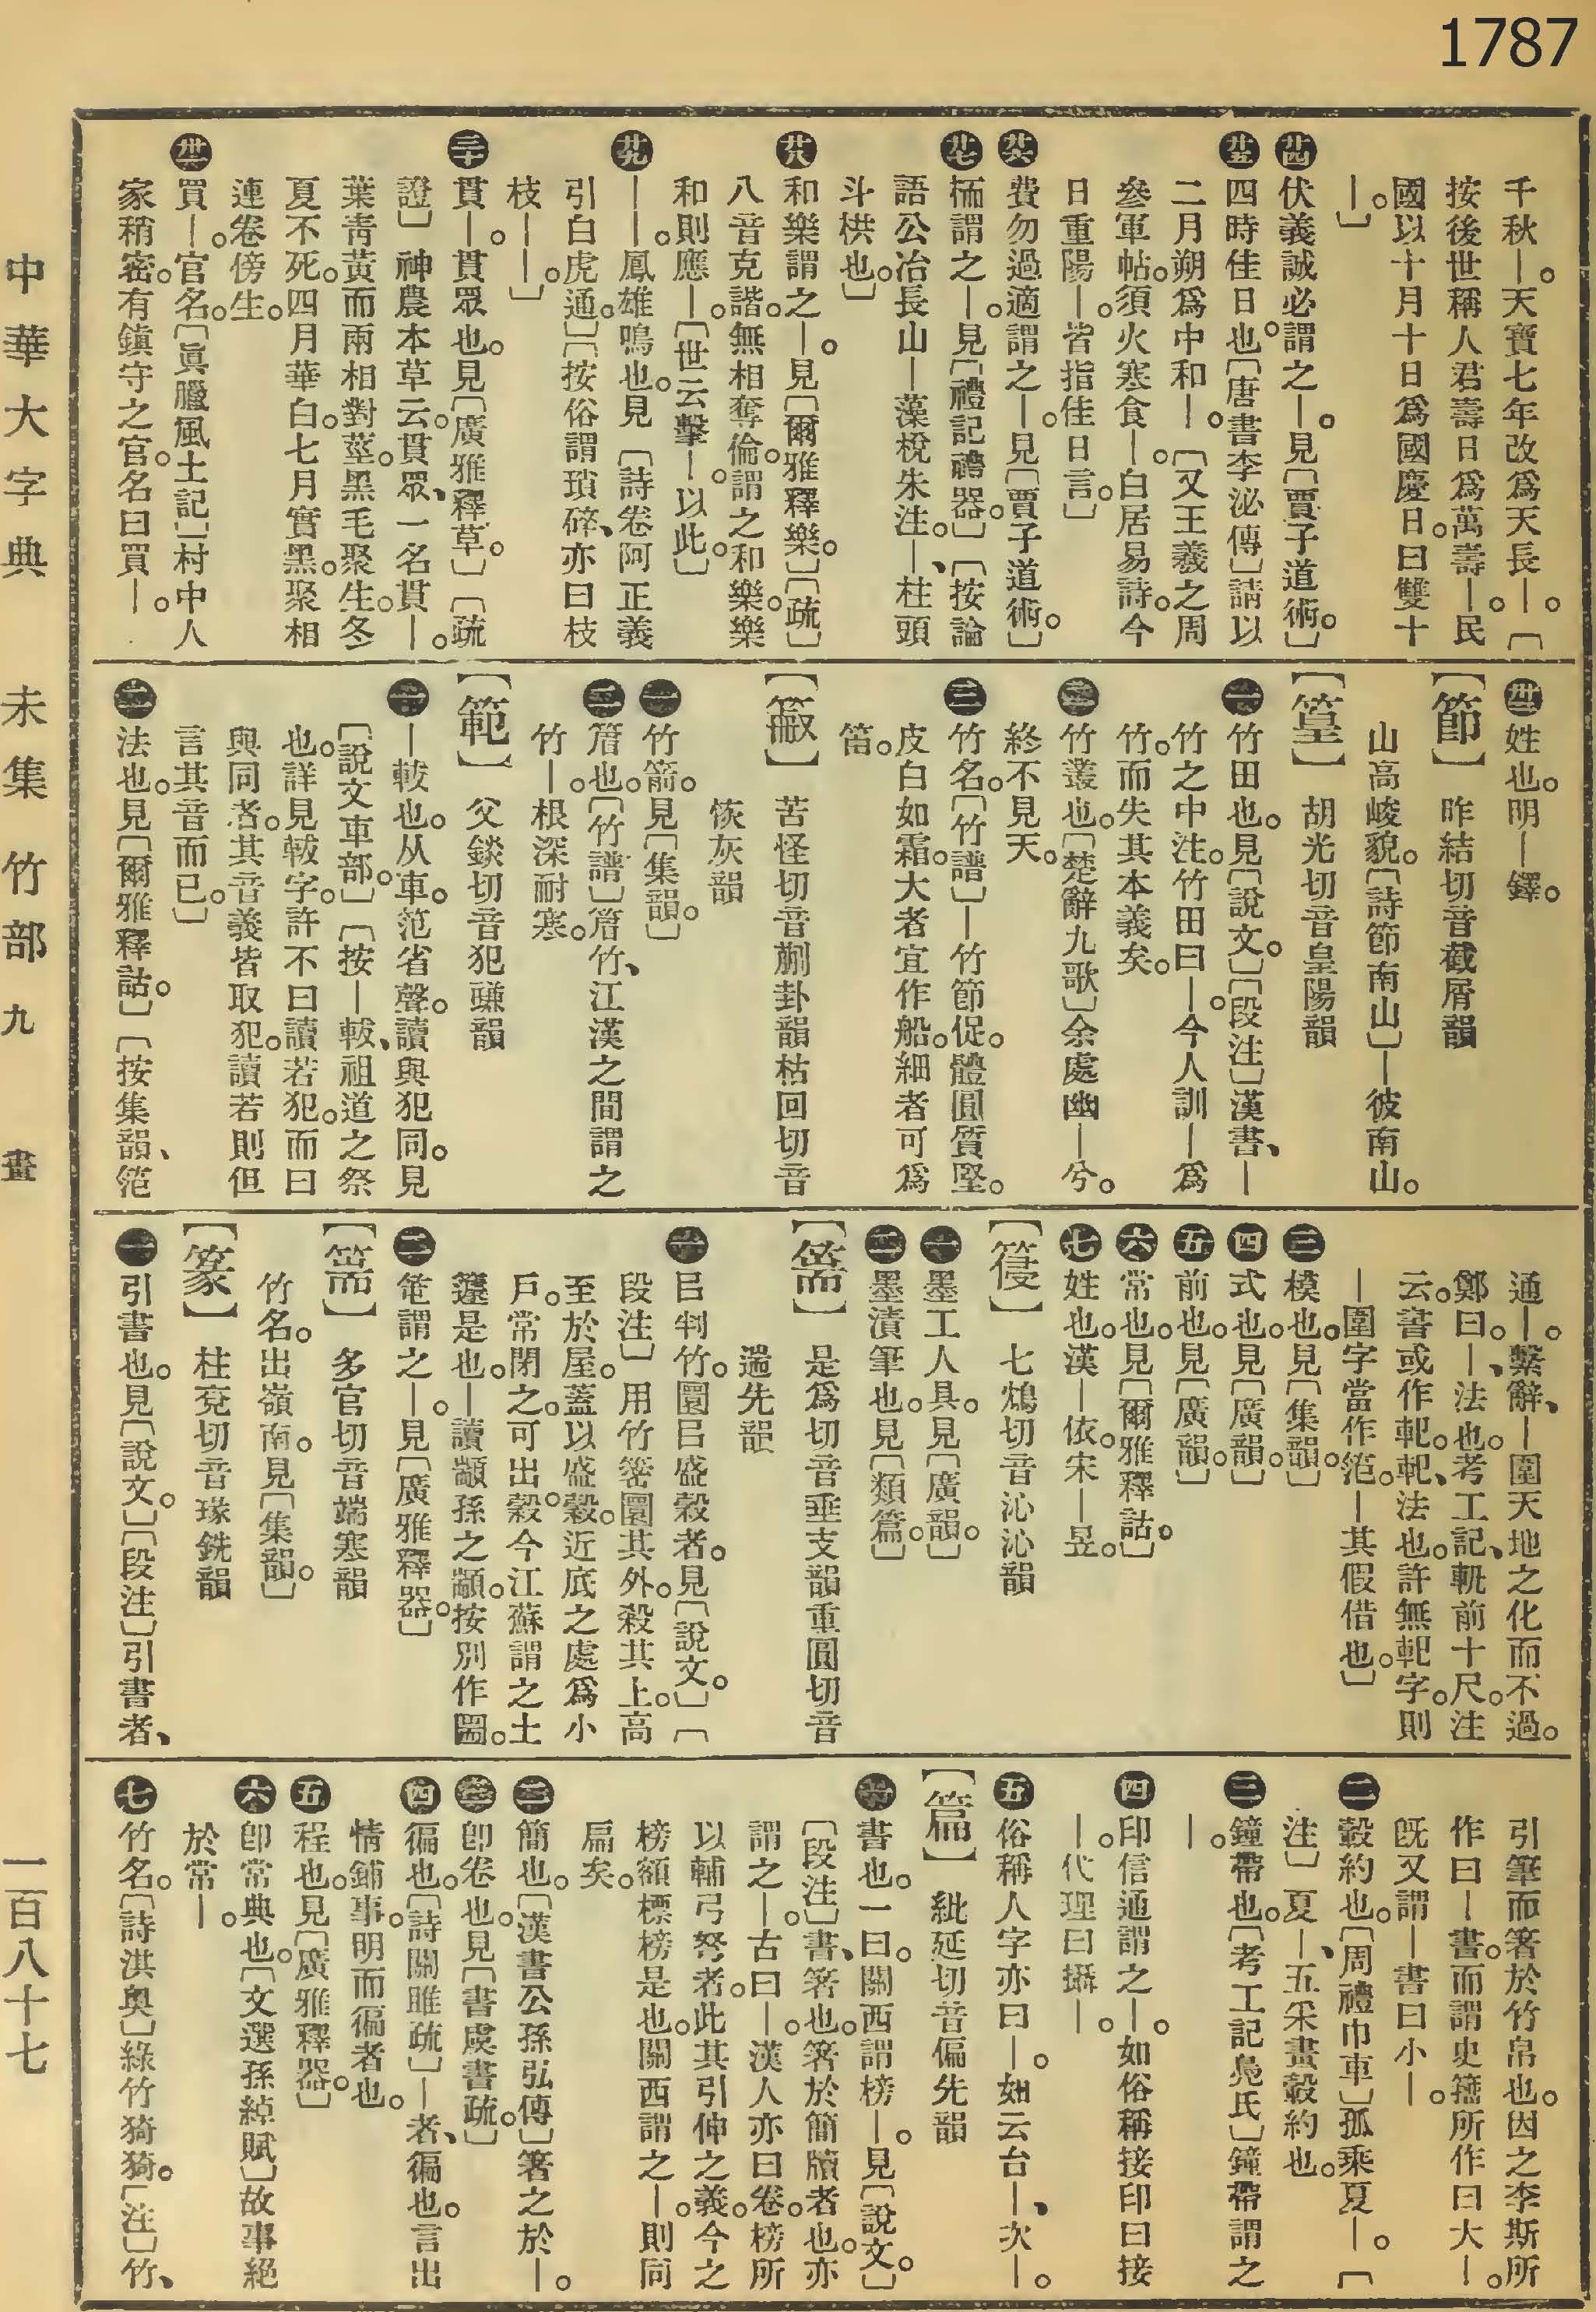 1787
千秋—。天寶七年改爲天長—。〔
按後世稱人君壽日爲萬壽—。民
國以十月十日爲國慶日。曰雙十
—。〕
廿四伏義誠必謂之—。見〔賈子道術。〕
廿五四時佳日也。〔唐書李泌傳〕請以
二月朔爲中和—。〔又王羲之周
參軍帖。須火寒食—。白居易詩。今
日重陽—。皆指佳日言。〕
廿六費勿過適謂之—。見〔賈子道術。〕
廿七栭謂之—。見〔禮記禮器。〕〔按論
語公冶長山—藻梲朱注。—、柱頭
斗栱也。〕
廿八和樂謂之—。見〔爾雅釋樂。〕〔疏〕
八音克諧。無相奪倫。謂之和樂。樂
和則應—。〔世云擊—。以此。〕
廿九——。鳳雄鳴也。見〔詩卷阿正義
引白虎通。〕〔按俗謂瑣碎、亦曰枝
枝——。〕
三十貫—。貫眾也。見〔廣雅釋草。〕〔疏
證〕神農本草云。貫眾、一名貫—。
葉青黃而兩相對。莖黑毛聚生。冬
夏不死。四月華白。七月實黑。聚相
連卷傍生。
卅一買—。官名。〔眞臘風土記〕村中人
家稍密。有鎭守之官。名曰買—。
卅二姓也。明—鐸。
【節】昨結切音截屑韻
山高峻貌。〔詩節南山〕—彼南山。
【篁】胡光切音皇陽韻
一竹田也。見〔說文。〕〔段注〕漢書、—
竹之中注。竹田曰—。今人訓—爲
竹。而失其本義矣。
二竹叢也。〔楚辭九歌〕余處幽—兮。
終不見天。
三竹名。〔竹譜〕—竹節促。體圓質堅。
皮白如霜。大者宜作船。細者可爲
笛。
【䈛】苦怪切音蒯卦韻枯回切音
恢灰韻
一竹箭。見〔集韻。〕
二䈅也。〔竹譜〕䈅竹、江漢之間謂之
竹—。根深耐寒。
【範】父錟切音犯豏韻
一—軷也。从車。范省聲。讀與犯同。見
〔說文車部。〕〔按—軷、祖道之祭
也。詳見軷字。許不曰讀若犯。而曰
與同者。其音義皆取犯。讀若則但
言其音而已。〕
二法也。見〔爾雅釋詁。〕〔按集韻、笵
通—。繫辭、—圍天地之化而不過。
鄭曰。—、法也。考工記、軓前十尺。注
云。書或作䡊。䡊、法也。許無䡊字。則
—圍字當作笵。—其假借也。〕
三模也。見〔集韻。〕
四式也。見〔廣韻。〕
五前也。見〔廣韻。〕
六常也。見〔爾雅釋詁。〕
七姓也。漢—依。宋—昱。
【䈜】七鴆切音沁沁韻
一墨工人具。見〔廣韻。〕
二墨漬筆也。見〔類篇。〕
【篅】是爲切音垂支韻重圓切音
遄先韻
一㠯判竹。圜㠯盛穀者。見〔說文。〕〔
段注〕用竹篾圜其外。殺其上。高
至於屋。蓋以盛穀。近底之處爲小
戶。常閉之。可出穀。今江蘇謂之土
籧是也。—讀顓孫之顓。按別作圌。
二篅謂之—。見〔廣雅釋器。〕
【篅】多官切音端寒韻
竹名。出嶺南。見〔集韻。〕
【篆】柱兗切音瑑銑韻
一引書也。見〔說文。〕〔段注〕引書者、
引筆而箸於竹帛也。因之李斯所
作曰—書。而謂史籒所作曰大—。
旣又謂—書曰小—。
二轂約也。〔周禮巾車〕孤乘夏—。〔
注〕夏—、五采畫轂約也。
三鐘帶也。〔考工記鳧氏〕鐘帶謂之
—。
四印信通謂之—。如俗稱接印曰接
—。代理曰攝—。
五俗稱人字亦曰—。如云台—、次—。
【篇】紕延切音偏先韻
一書也。一曰。關西謂榜—。見〔說文。〕
〔段注〕書、箸也。箸於簡牘者也。亦
謂之—。古曰—。漢人亦曰卷。榜所
以輔弓弩者。此其引伸之義。今之
榜額標榜是也。關西謂之—。則同
扁矣。
二簡也。〔漢書公孫弘傳〕箸之於—。
三卽卷也。見〔書虞書疏。〕
四徧也。〔詩關雎疏〕—者、徧也。言出
情鋪事。明而徧者也。
五程也。見〔廣雅釋器。〕
六卽常典也。〔文選孫綽賦〕故事絕
於常—。
七竹名。〔詩淇奧〕綠竹猗猗。〔注〕竹、
中華大字典　未集　竹部　九畫　一千七百八十七